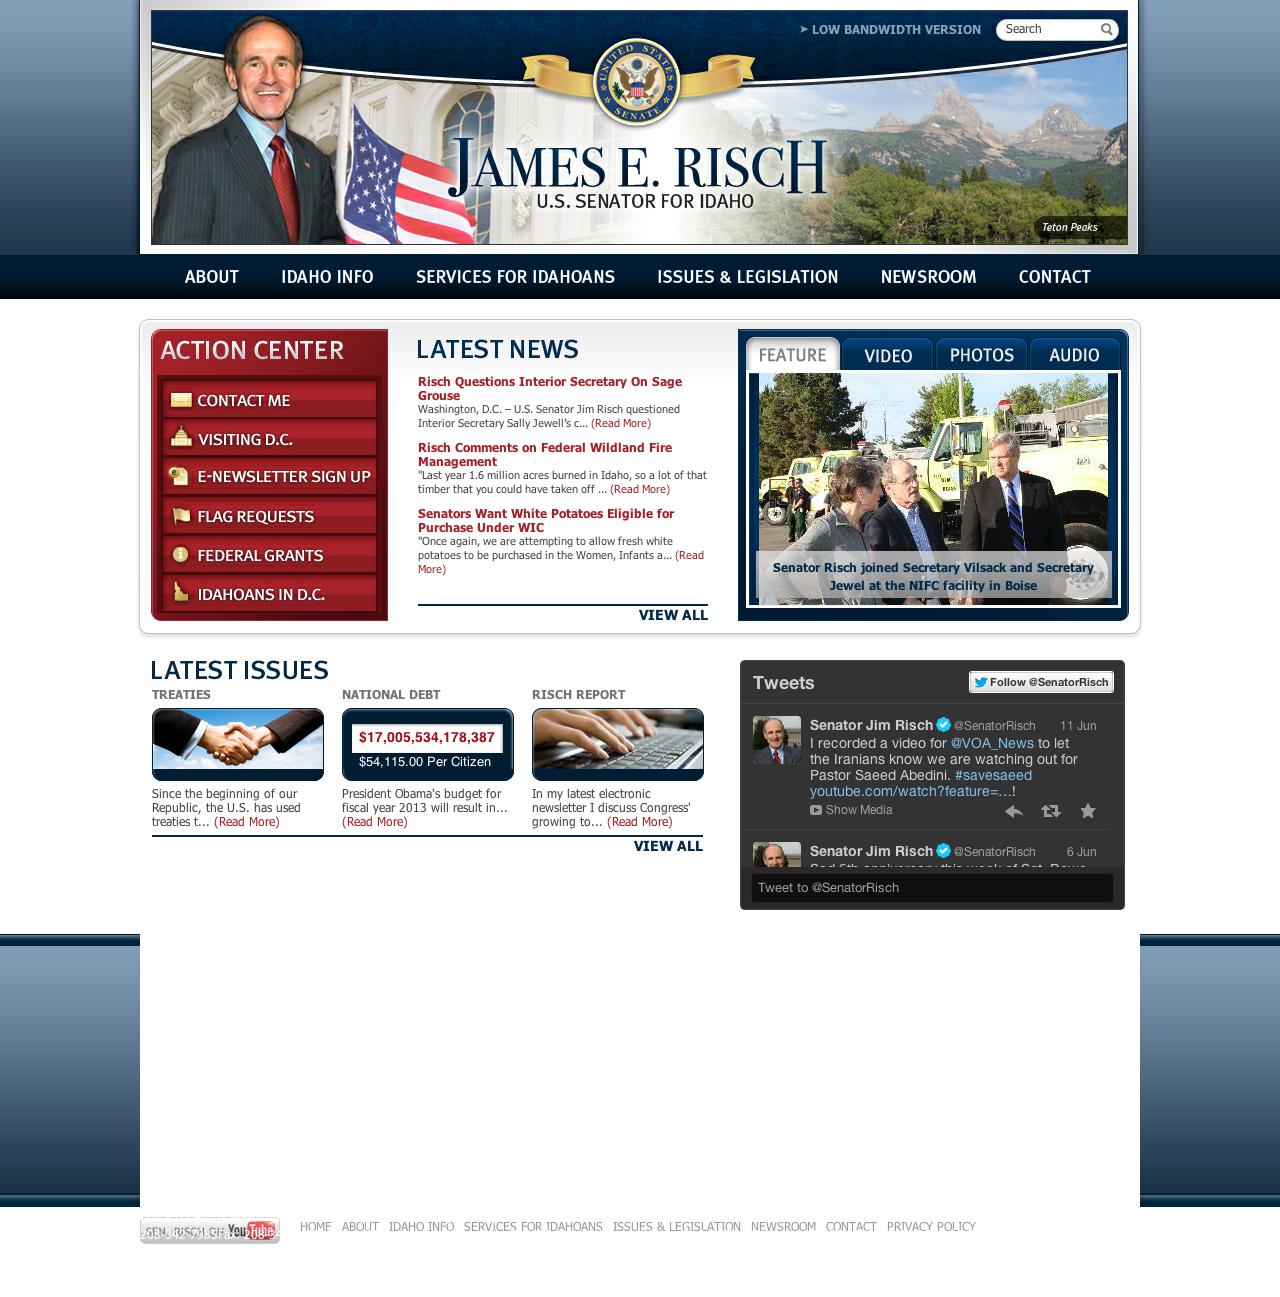 LOW BANDWIDTH VERSION
Search
UNITED STATES
SENATE
JAMES E. RISCH
U.S. SENATOR FOR IDAHO
Teton Peaks
ABOUT IDAHO INFO SERVICES FOR IDAHOANS ISSUES & LEGISLATION NEWSROOM CONTACT
ACTION CENTER
CONTACT ME
VISITING D.C.
E-NEWSLETTER SIGN UP
FLAG REQUESTS
FEDERAL GRANTS
IDAHOANS IN D.C.
LATEST NEWS
Risch Questions Interior Secretary On Sage
Grouse
Washington, D.C. – U.S. Senator Jim Risch questioned
Interior Secretary Sally Jewell's c... (Read More)
Risch Comments on Federal Wildland Fire
Management
"Last year 1.6 million acres burned in Idaho, so a lot of that
timber that you could have taken off ... (Read More)
Senators Want White Potatoes Eligible for
Purchase Under WIC
"Once again, we are attempting to allow fresh white
potatoes to be purchased in the Women, Infants a... (Read
More)
VIEW ALL
FEATURE VIDEO PHOTOS AUDIO
Senator Risch joined Secretary Vilsack and Secretary
Jewel at the NIFC facility in Boise
LATEST ISSUES
TREATIES
Since the beginning of our
Republic, the U.S. has used
treaties t... (Read More)
NATIONAL DEBT
$17,005,534,178,387
$54,115.00 Per Citizen
President Obama's budget for
fiscal year 2013 will result in...
(Read More)
RISCH REPORT
In my latest electronic
newsletter I discuss Congress'
growing to... (Read More)
VIEW ALL
Tweets
Follow @SenatorRisch
Senator Jim Risch @SenatorRisch 11 Jun
I recorded a video for @VOA_News to let
the Iranians know we are watching out for
Pastor Saeed Abedini. #savesaeed
youtube.com/watch?feature=…!
Show Media
Senator Jim Risch @SenatorRisch 6 Jun
Sad 5th anniversary this week of Sgt. Bowe
Tweet to @SenatorRisch
SEN. RISCH ON YouTube
HOME ABOUT IDAHO INFO SERVICES FOR IDAHOANS ISSUES & LEGISLATION NEWSROOM CONTACT PRIVACY POLICY